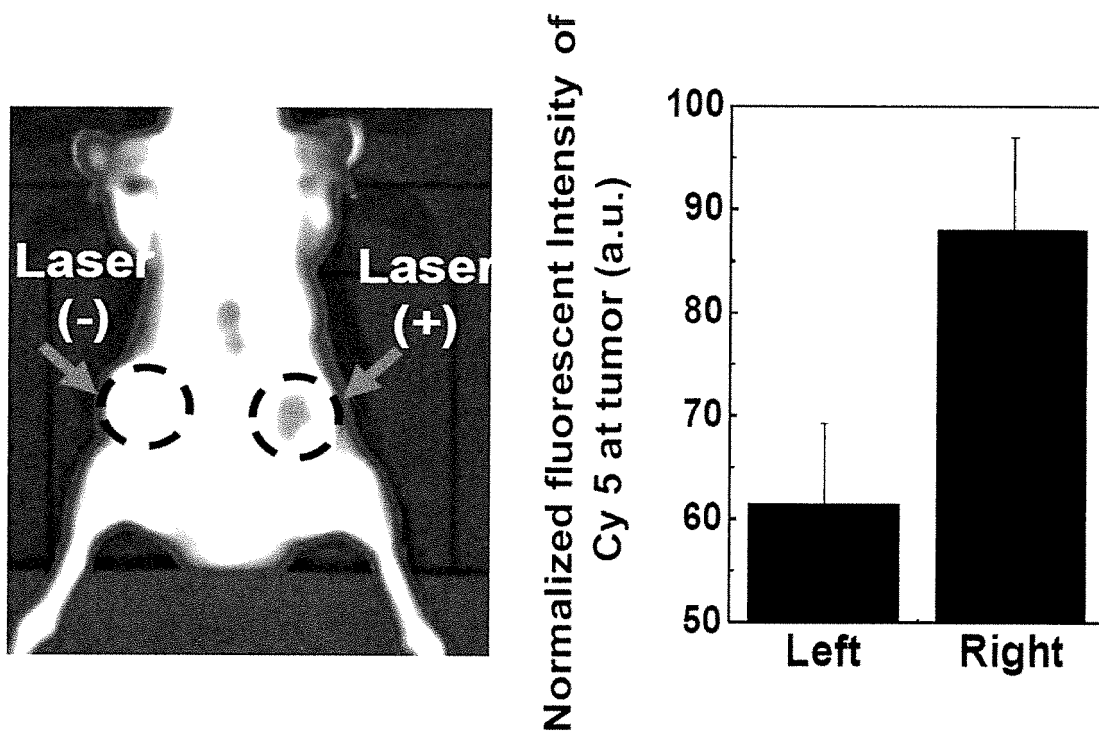 Laser
(-)
Laser
(+)
Normalized fluorescent Intensity of
Cy 5 at tumor (a.u.)
100
90
80
70
60
50
Left
Right